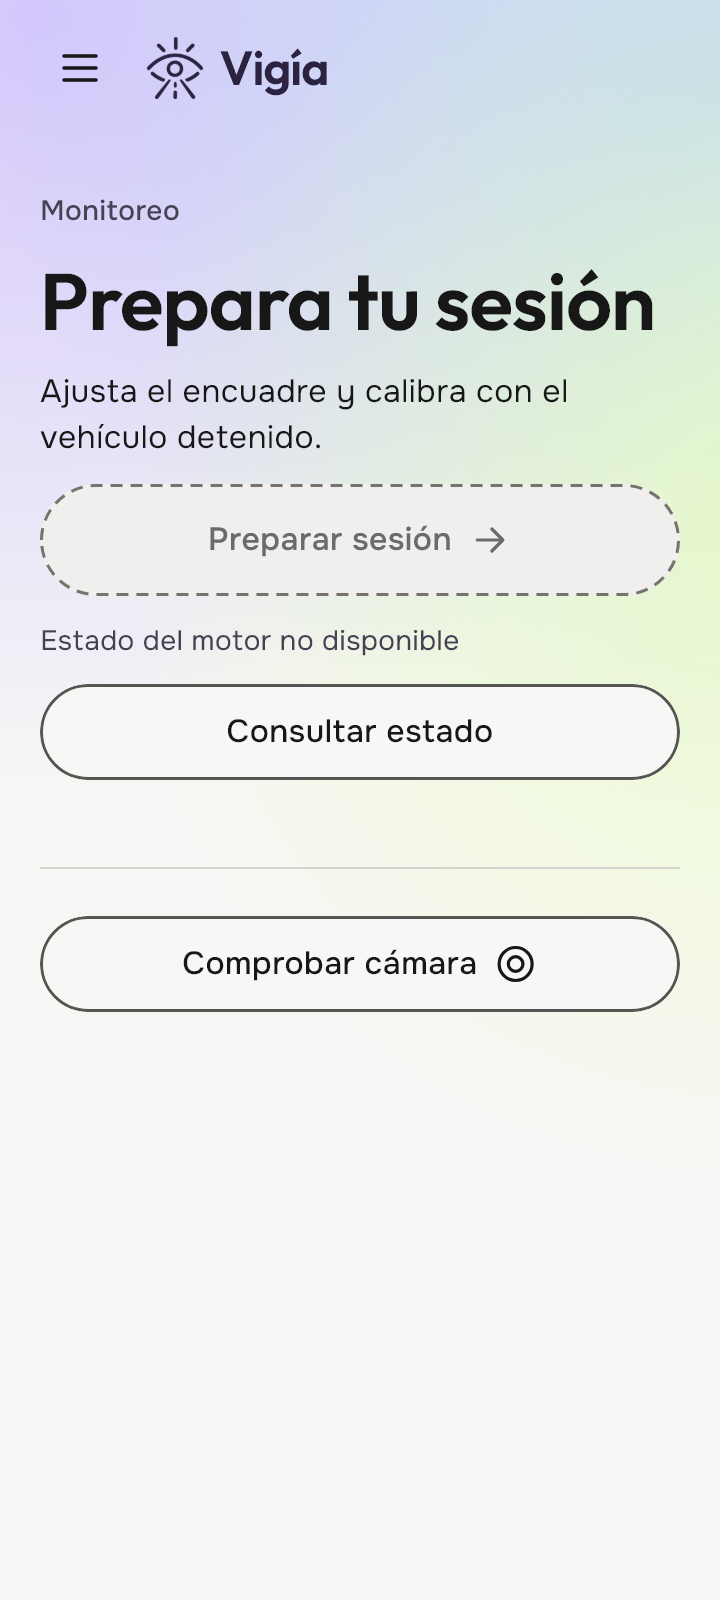 Vigía
Monitoreo
Prepara tu sesión
Ajusta el encuadre y calibra con el
vehículo detenido.
Preparar sesión
Estado del motor no disponible
Consultar estado
Comprobar cámara